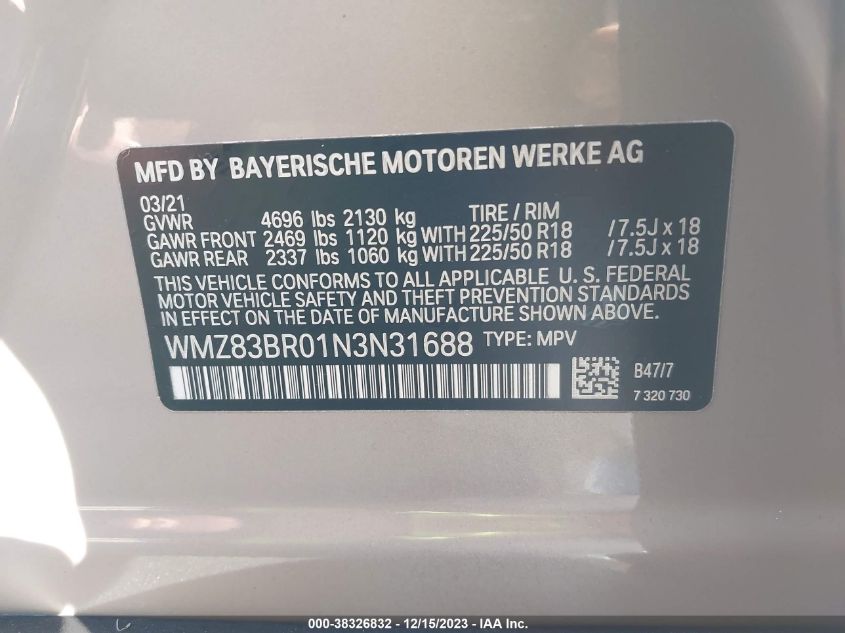 MFD BY BAYERISCHE MOTOREN WERKE AG
03/21
GVWR 4696 lbs 2130 kg TIRE / RIM
GAWR FRONT 2469 lbs 1120 kg WITH 225/50 R18 / 7.5J x 18
GAWR REAR 2337 lbs 1060 kg WITH 225/50 R18 / 7.5J x 18
THIS VEHICLE CONFORMS TO ALL APPLICABLE U. S. FEDERAL
MOTOR VEHICLE SAFETY AND THEFT PREVENTION STANDARDS
IN EFFECT ON THE DATE OF MANUFACTURE SHOWN ABOVE.
WMZ83BR01N3N31688 TYPE: MPV
B47/7
7 320 730
000-38326832 - 12/15/2023 - IAA Inc.